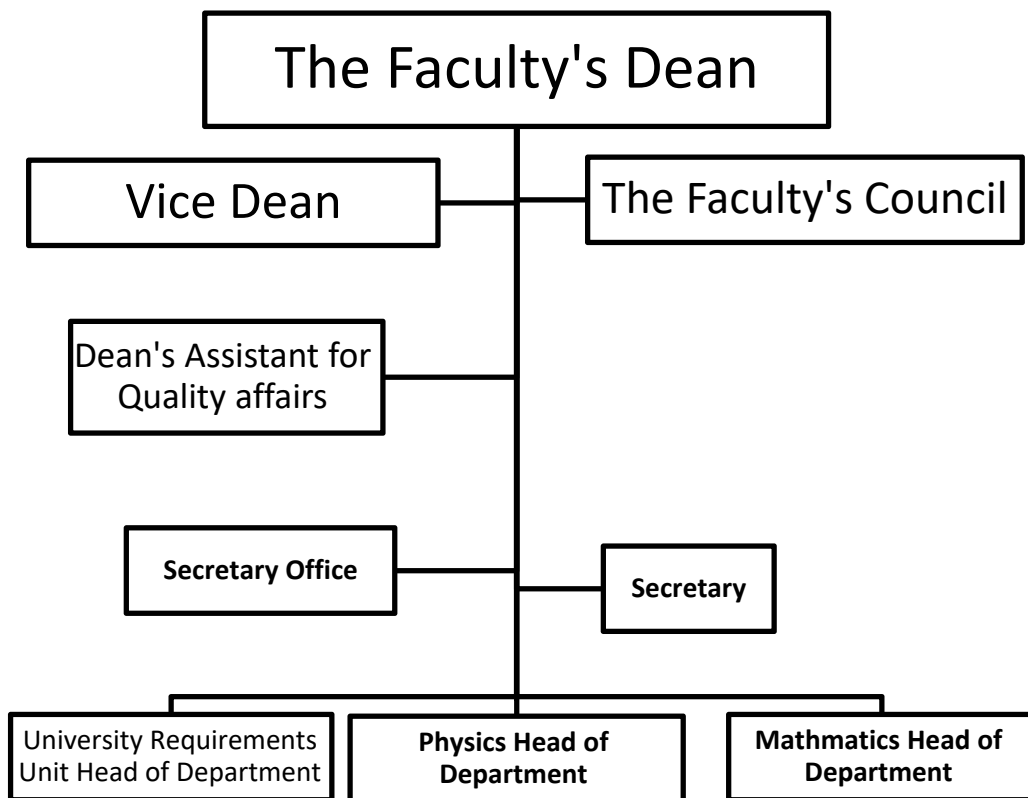 The Faculty's Dean
Vice Dean
The Faculty's Council
Dean's Assistant for
Quality affairs
Secretary Office
Secretary
University Requirements
Unit Head of Department
Physics Head of
Department
Mathmatics Head of
Department